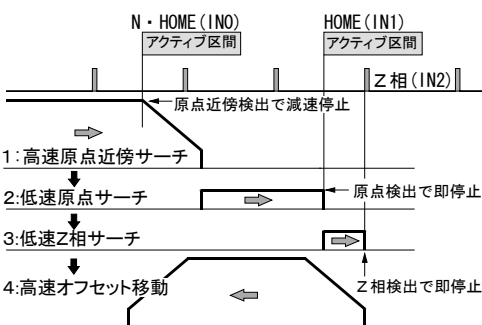 N・HOME(IN0)
HOME(IN1)
アクティブ区間
アクティブ区間
Z相(IN2)
原点近傍検出で減速停止
1:高速原点近傍サーチ
2:低速原点サーチ
原点検出で即停止
3:低速Z相サーチ
4:高速オフセット移動
Z相検出で即停止